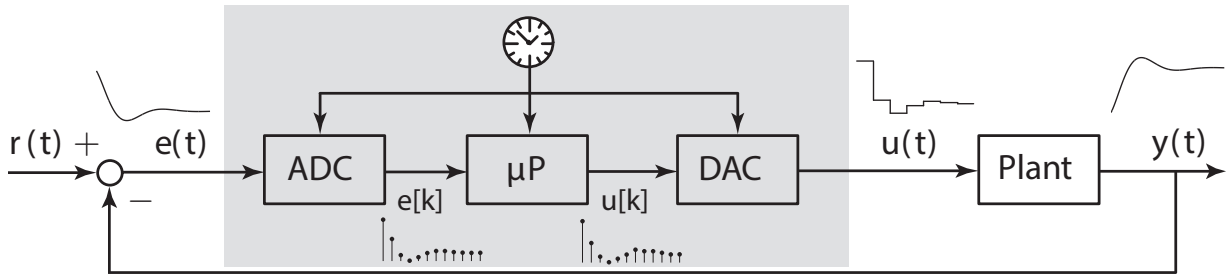 r(t)
+
−
e(t)
ADC
e[k]
μP
u[k]
DAC
u(t)
Plant
y(t)